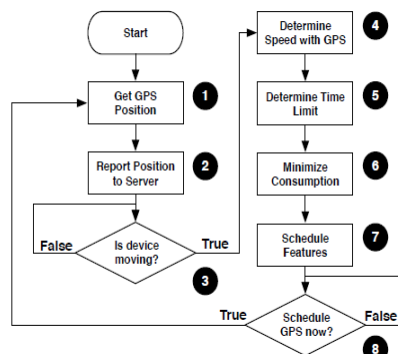 Start
Get GPS
Position
1
Report Position
to Server
2
False
Is device
moving?
True
3
Determine
Speed with GPS
4
Determine Time
Limit
5
Minimize
Consumption
6
Schedule
Features
7
True
Schedule
GPS now?
False
8